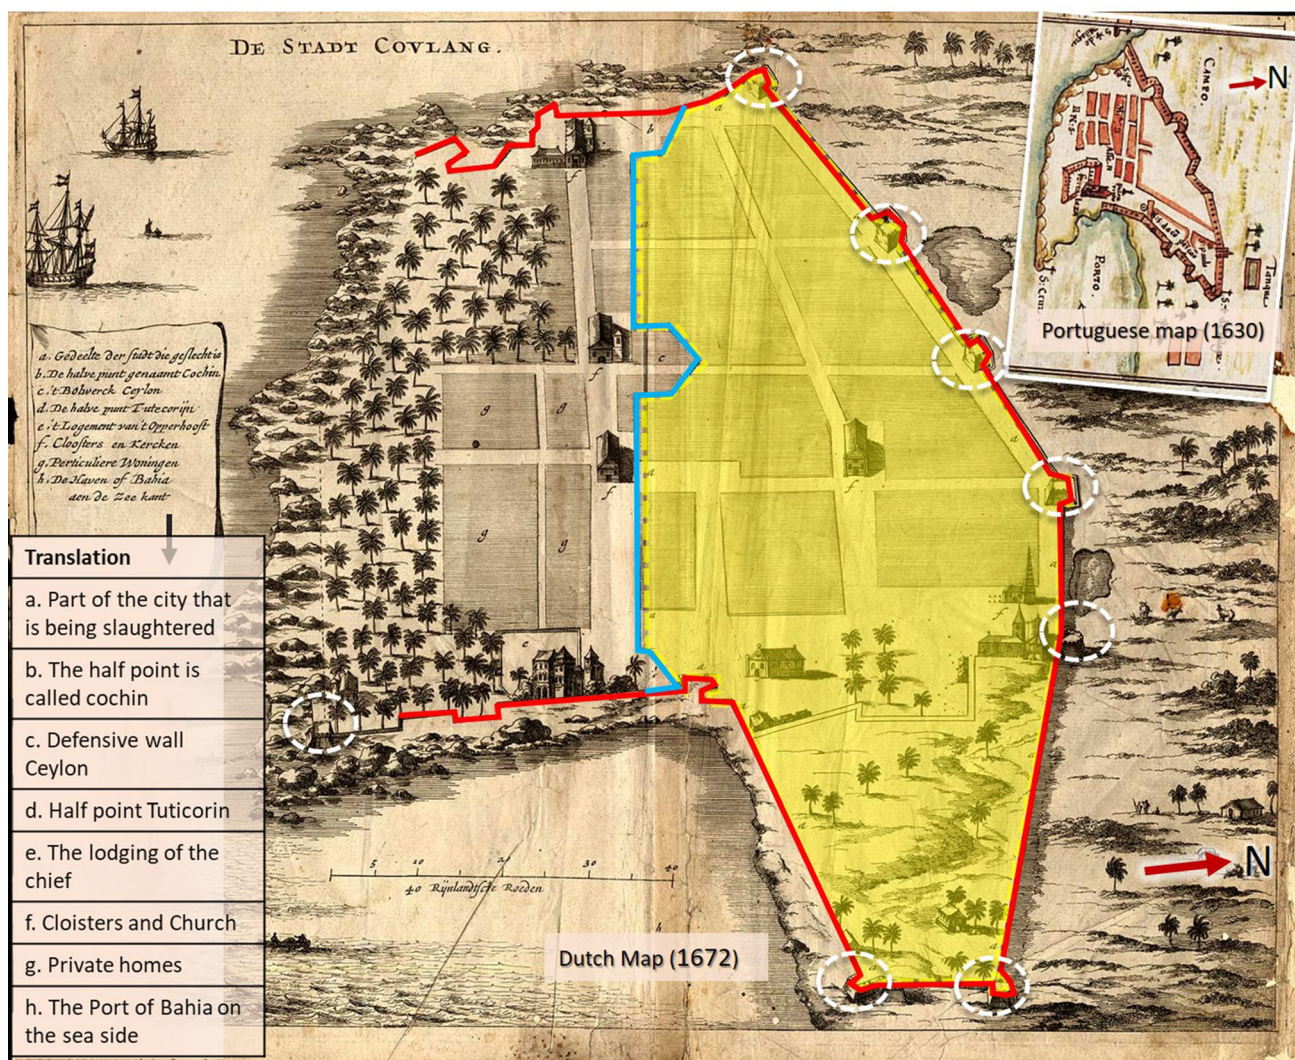 DE STADT COVLANG.
a. Gedeelte der stadt die geslecht is
b. De halve punt genaamt Cochin
c. 't Bolwerck Ceylon
d. De halve punt Tutecorijn
e. 't Logement van 't Opperhooft
f. Cloosters en Kercken
g. Perticuliere Woningen
h. De Haven of Bahia
aen de Zee kant
Translation
a. Part of the city that
is being slaughtered
b. The half point is
called cochin
c. Defensive wall
Ceylon
d. Half point Tuticorin
e. The lodging of the
chief
f. Cloisters and Church
g. Private homes
h. The Port of Bahia on
the sea side
CAMPO.
N
PORTO.
Tanque
Portuguese map (1630)
a
b
f
a
f
c
g
g
f
f
d
g
g
a
a
f
e
a
5 10 20 30 40
40 Rijnlandtsche Roeden
h
N
Dutch Map (1672)